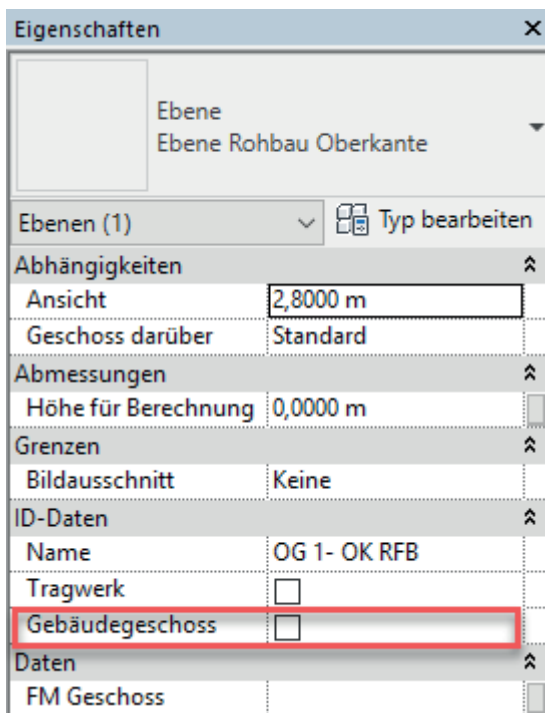 Eigenschaften
Ebene
Ebene Rohbau Oberkante
Ebenen (1) Typ bearbeiten
Abhängigkeiten
Ansicht 2,8000 m
Geschoss darüber Standard
Abmessungen
Höhe für Berechnung 0,0000 m
Grenzen
Bildausschnitt Keine
ID-Daten
Name OG 1- OK RFB
Tragwerk
Gebäudegeschoss
Daten
FM Geschoss